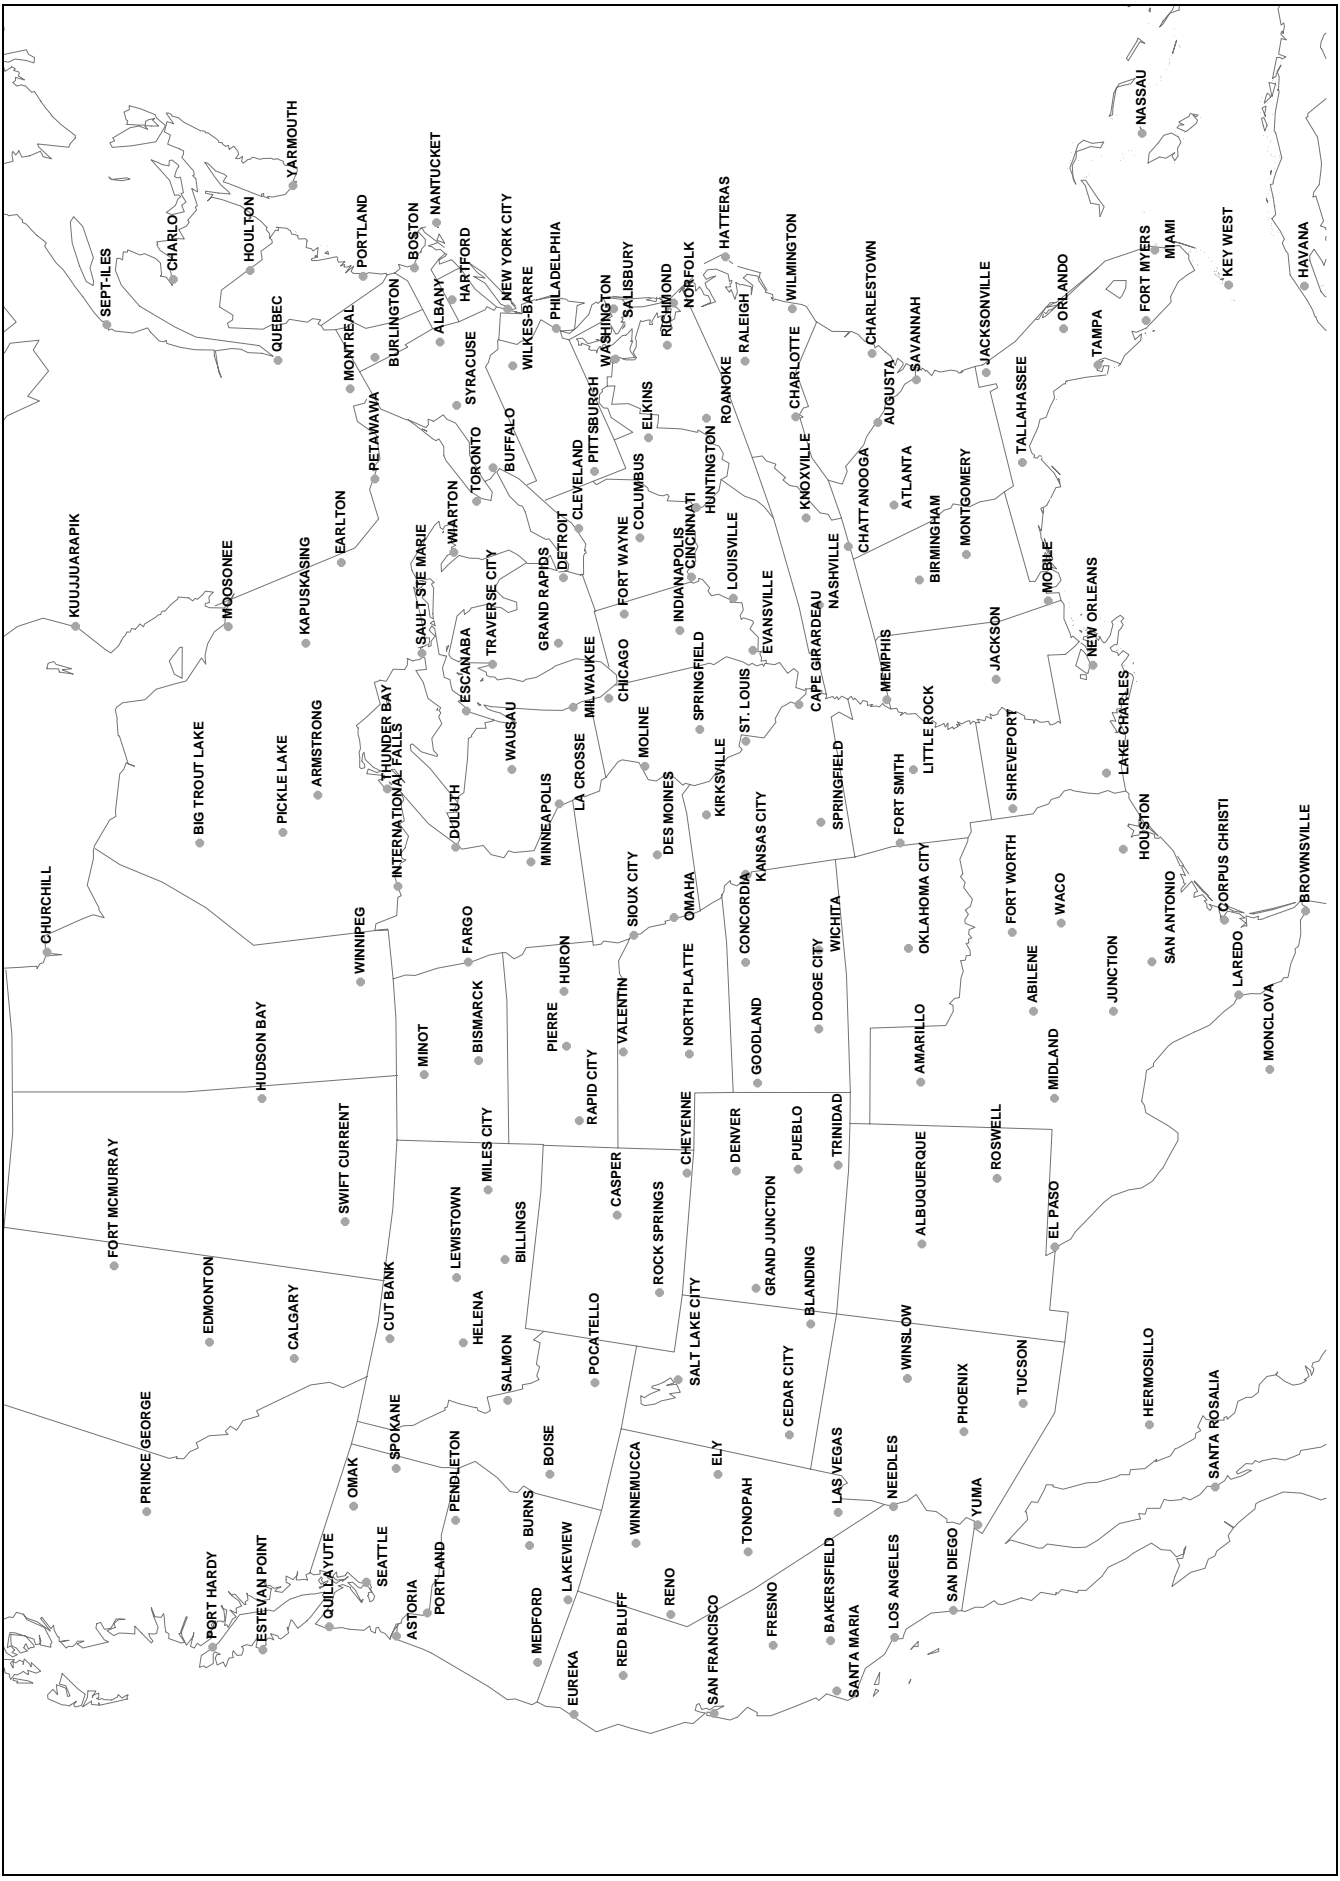 CHURCHILL
KUUJUARAPIK
SEPT-ILES
FORT MCMURRAY
PRINCE GEORGE
CHARLO
BIG TROUT LAKE
EDMONTON
PORT HARDY
MOOSONEE
HOULTON
HUDSON BAY
ESTEVAN POINT
QUEBEC
PICKLE LAKE
YARMOUTH
CALGARY
KAPUSKASING
ARMSTRONG
QUILLAYUTE
EARLTON
SWIFT CURRENT
MONTREAL
OMAK
WINNIPEG
PORTLAND
PETAWAWA
SEATTLE
BURLINGTON
THUNDER BAY
CUT BANK
INTERNATIONAL FALLS
SPOKANE
ASTORIA
BOSTON
SAULT STE MARIE
MINOT
NANTUCKET
PORTLAND
ALBANY
WIARTON
DULUTH
LEWISTOWN
PENDLETON
HARTFORD
SYRACUSE
ESCANABA
FARGO
HELENA
TORONTO
BISMARCK
MILES CITY
TRAVERSE CITY
NEW YORK CITY
BUFFALO
WAUSAU
SALMON
BILLINGS
WILKES-BARRE
BURNS
MEDFORD
MINNEAPOLIS
GRAND RAPIDS
BOISE
PIERRE
PHILADELPHIA
DETROIT
HURON
LAKEVIEW
EUREKA
CLEVELAND
LA CROSSE
RAPID CITY
MILWAUKEE
PITTSBURGH
POCATELLO
WASHINGTON
CHICAGO
FORT WAYNE
VALENTIN
CASPER
RED BLUFF
SALISBURY
COLUMBUS
MOLINE
SIOUX CITY
WINNEMUCCA
ELKINS
ROCK SPRINGS
RICHMOND
DES MOINES
RENO
INDIANAPOLIS
NORFOLK
OMAHA
NORTH PLATTE
CHEYENNE
CINCINNATI
SALT LAKE CITY
SPRINGFIELD
HUNTINGTON
SAN FRANCISCO
ELY
KIRKSVILLE
HATTERAS
ROANOKE
LOUISVILLE
DENVER
RALEIGH
ST. LOUIS
CONCORDIA
TONOPAH
GOODLAND
KANSAS CITY
EVANSVILLE
GRAND JUNCTION
FRESNO
WILMINGTON
CHARLOTTE
CEDAR CITY
PUEBLO
KNOXVILLE
BLANDING
CAPE GIRARDEAU
DODGE CITY
BAKERSFIELD
NASHVILLE
WICHITA
SPRINGFIELD
TRINIDAD
LAS VEGAS
SANTA MARIA
CHATTANOOGA
CHARLESTOWN
MEMPHIS
AUGUSTA
NEEDLES
LOS ANGELES
FORT SMITH
ATLANTA
WINSLOW
SAVANNAH
AMARILLO
ALBUQUERQUE
OKLAHOMA CITY
LITTLE ROCK
BIRMINGHAM
SAN DIEGO
PHOENIX
MONTGOMERY
YUMA
JACKSONVILLE
JACKSON
ROSWELL
FORT WORTH
SHREVEPORT
TALLAHASSEE
TUCSON
ABILENE
MOBILE
MIDLAND
EL PASO
WACO
ORLANDO
NEW ORLEANS
TAMPA
JUNCTION
LAKE CHARLES
HOUSTON
NASSAU
FORT MYERS
HERMOSILLO
MIAMI
SAN ANTONIO
SANTA ROSALIA
CORPUS CHRISTI
KEY WEST
LAREDO
MONCLOVA
HAVANA
BROWNSVILLE